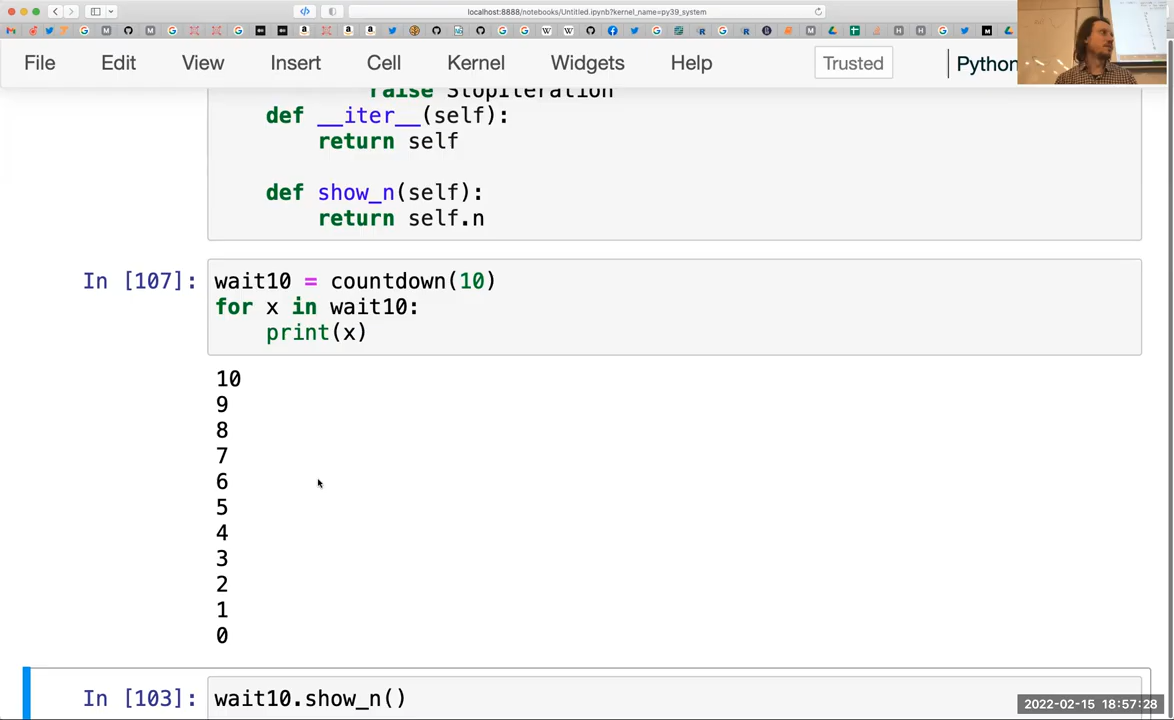 localhost:8888/notebooks/Untitled.ipynb?kernel_name=py39_system
File Edit View Insert Cell Kernel Widgets Help Trusted Python
raise StopIteration
def __iter__(self):
return self
def show_n(self):
return self.n
In [107]: wait10 = countdown(10)
for x in wait10:
print(x)
10
9
8
7
6
5
4
3
2
1
0
In [103]: wait10.show_n()
2022-02-15 18:57:28